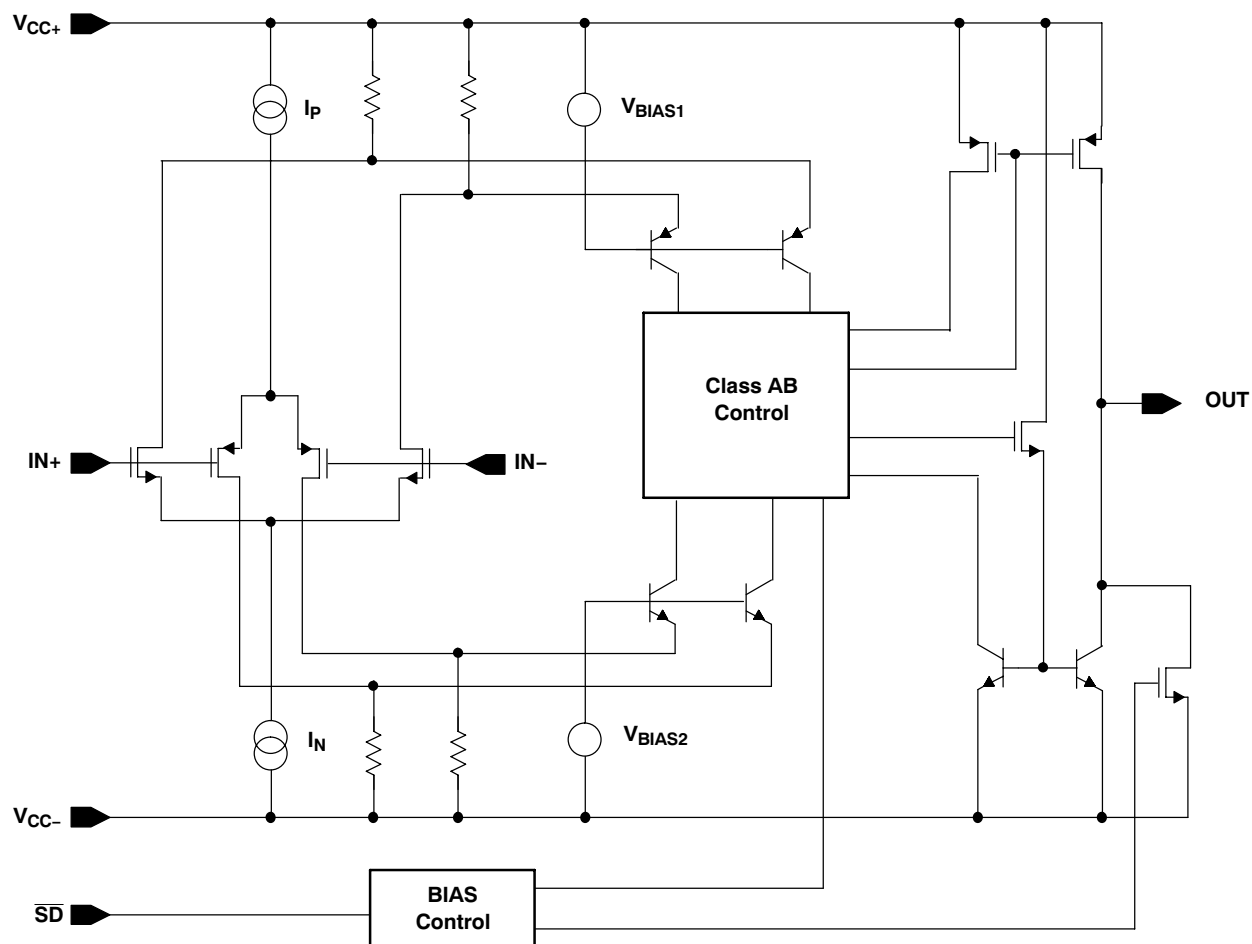 VCC+
IP
VBIAS1
Class AB
Control
OUT
IN+
IN−
IN
VBIAS2
VCC−
SD
BIAS
Control